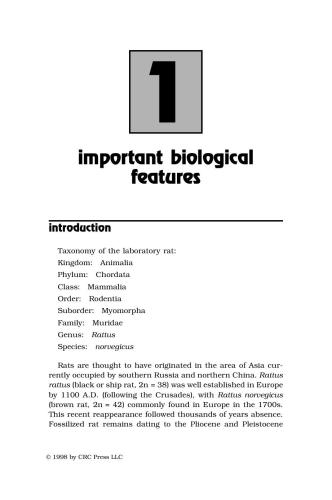 1
important biological
features
introduction
Taxonomy of the laboratory rat:
Kingdom: Animalia
Phylum: Chordata
Class: Mammalia
Order: Rodentia
Suborder: Myomorpha
Family: Muridae
Genus: Rattus
Species: norvegicus
Rats are thought to have originated in the area of Asia cur-
rently occupied by southern Russia and northern China. Rattus
rattus (black or ship rat, 2n = 38) was well established in Europe
by 1100 A.D. (following the Crusades), with Rattus norvegicus
(brown rat, 2n = 42) commonly found in Europe in the 1700s.
This recent reappearance followed thousands of years absence.
Fossilized rat remains dating to the Pliocene and Pleistocene
© 1998 by CRC Press LLC